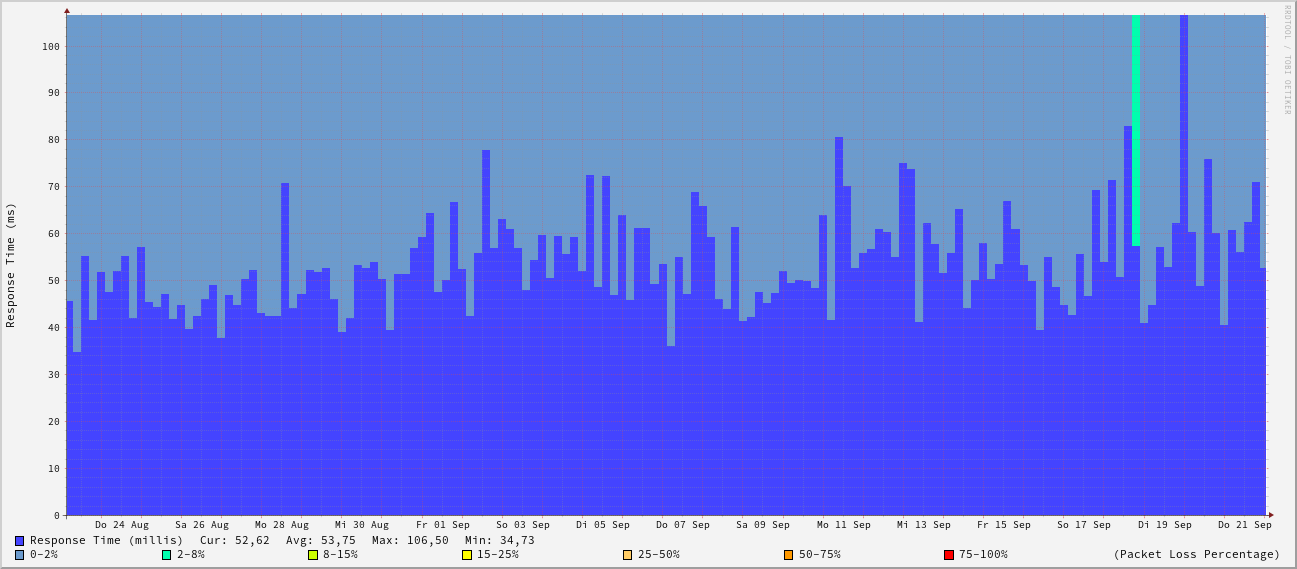 RRDTOOL / TOBI OETIKER
Response Time (ms)
100
90
80
70
60
50
40
30
20
10
0
Do 24 Aug Sa 26 Aug Mo 28 Aug Mi 30 Aug Fr 01 Sep So 03 Sep Di 05 Sep Do 07 Sep Sa 09 Sep Mo 11 Sep Mi 13 Sep Fr 15 Sep So 17 Sep Di 19 Sep Do 21 Sep
Response Time (millis) Cur: 52,62 Avg: 53,75 Max: 106,50 Min: 34,73
0-2% 2-8% 8-15% 15-25% 25-50% 50-75% 75-100% (Packet Loss Percentage)